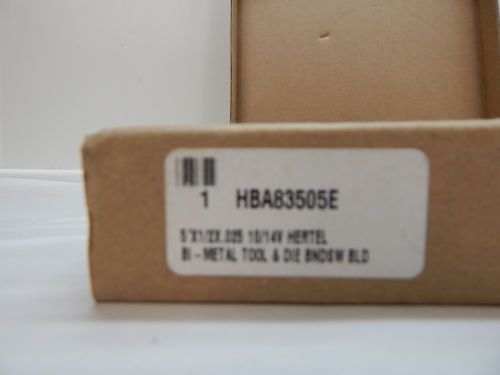 1 HBA83505E
5'X1/2X.025 10/14V HERTEL
BI - METAL TOOL & DIE BNDSW BLD